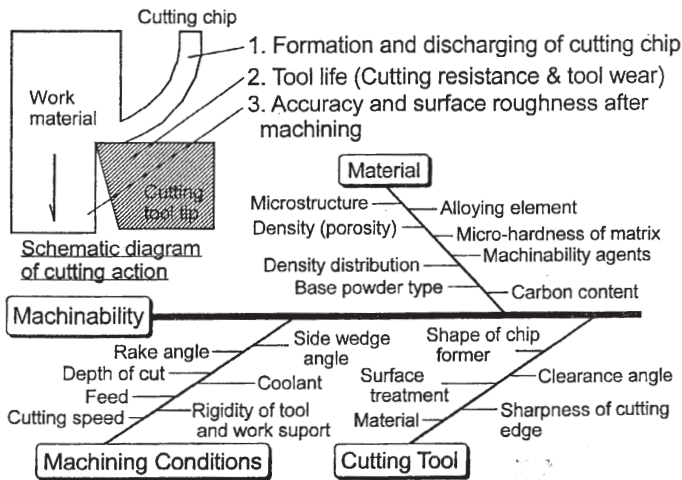 Cutting chip
1. Formation and discharging of cutting chip
2. Tool life (Cutting resistance & tool wear)
3. Accuracy and surface roughness after
machining
Work
material
Cutting
tool tip
Schematic diagram
of cutting action
Material
Microstructure
Alloying element
Density (porosity)
Micro-hardness of matrix
Machinability agents
Density distribution
Base powder type
Carbon content
Machinability
Rake angle
Side wedge
angle
Depth of cut
Coolant
Feed
Cutting speed
Rigidity of tool
and work suport
Machining Conditions
Shape of chip
former
Surface
treatment
Clearance angle
Material
Sharpness of cutting
edge
Cutting Tool